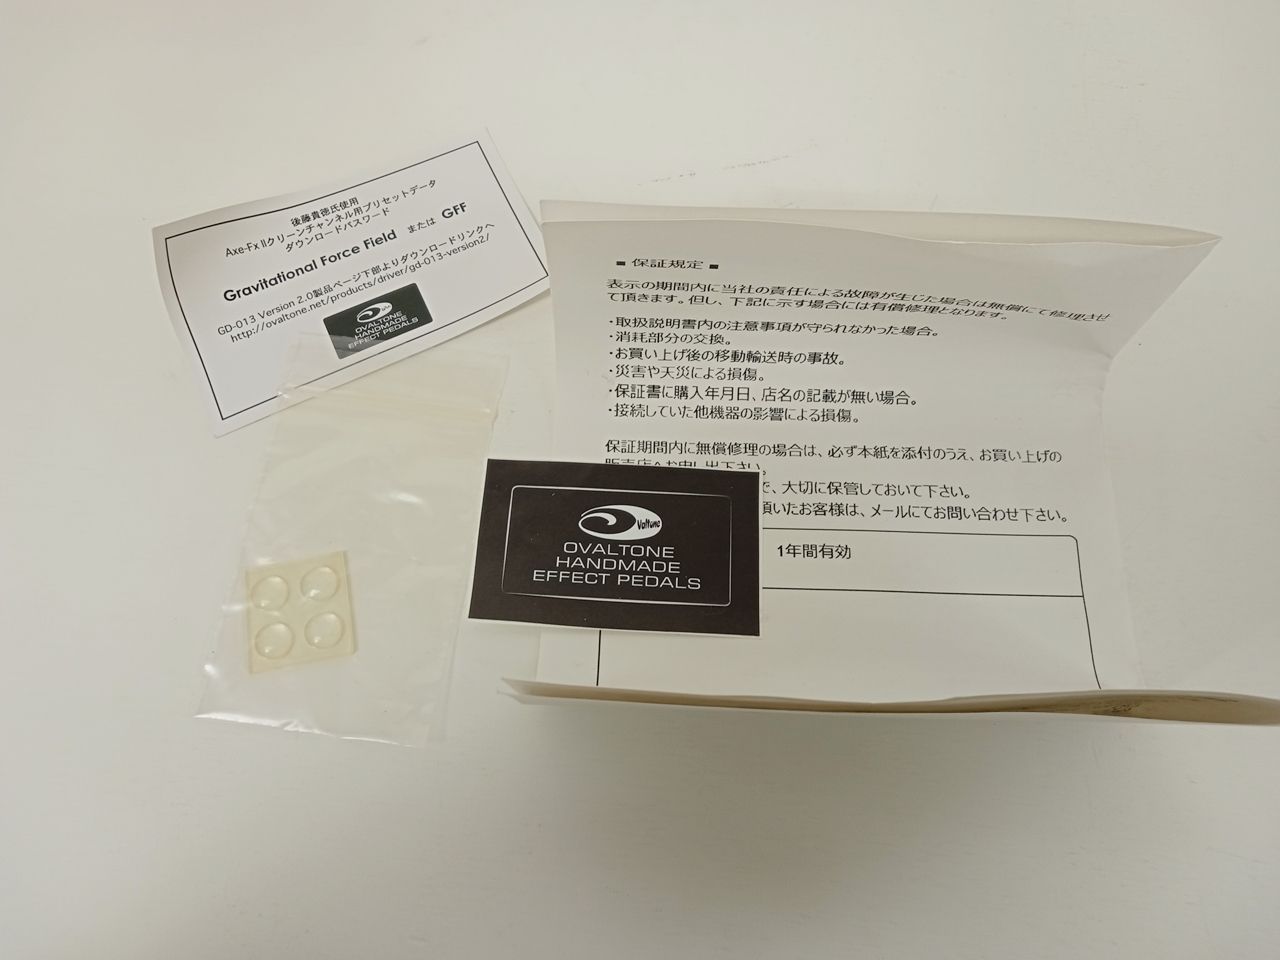 後藤貴徳氏使用
Axe-Fx IIクリーンチャンネル用プリセットデータ
ダウンロードパスワード
Gravitational Force Field または GFF
GD-013 Version 2.0製品ページ下部よりダウンロードリンクへ
http://ovaltone.net/products/driver/gd-013-version2/
OVALTONE
HANDMADE
EFFECT PEDALS
■ 保証規定 ■
表示の期間内に当社の責任による故障が生じた場合は無償にて修理させ
て頂きます。但し、下記に示す場合には有償修理となります。
・取扱説明書内の注意事項が守られなかった場合。
・消耗部分の交換。
・お買い上げ後の移動輸送時の事故。
・災害や天災による損傷。
・保証書に購入年月日、店名の記載が無い場合。
・接続していた他機器の影響による損傷。
保証期間内に無償修理の場合は、必ず本紙を添付のうえ、お買い上げの
販売店へお申し出下さい。
で、大切に保管しておいて下さい。
頂いたお客様は、メールにてお問い合わせ下さい。
1年間有効
Ovaltone
OVALTONE
HANDMADE
EFFECT PEDALS